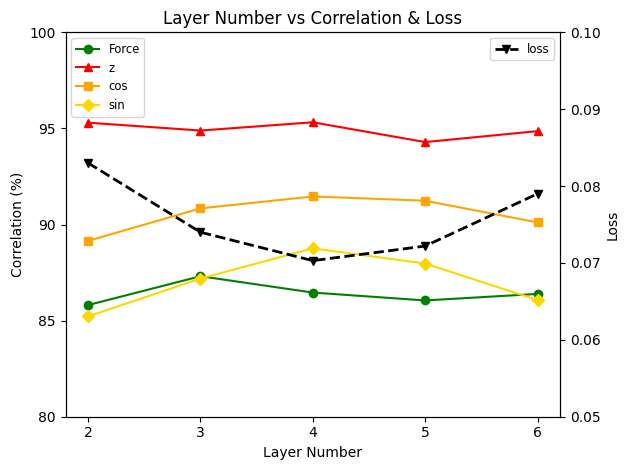 Layer Number vs Correlation & Loss
100
95
90
85
80
Correlation (%)
Force
z
cos
sin
loss
0.10
0.09
0.08
0.07
0.06
0.05
Loss
2 3 4 5 6
Layer Number